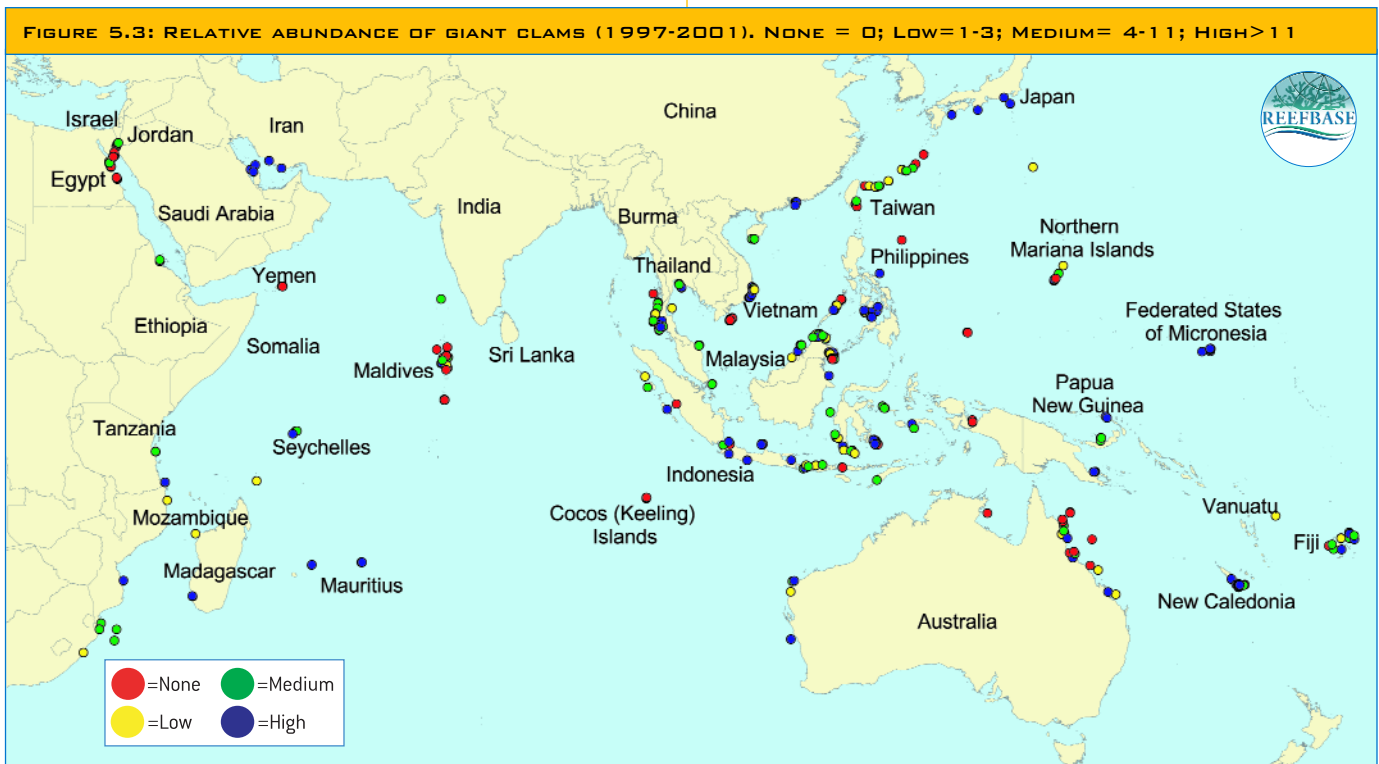 FIGURE 5.3: RELATIVE ABUNDANCE OF GIANT CLAMS (1997-2001). NONE = 0; LOW=1-3; MEDIUM= 4-11; HIGH>11
REEFBASE
Japan
China
Israel
Jordan
Iran
Egypt
Saudi Arabia
India
Burma
Taiwan
Northern
Mariana Islands
Philippines
Thailand
Yemen
Vietnam
Federated States
of Micronesia
Ethiopia
Somalia
Sri Lanka
Malaysia
Maldives
Papua
New Guinea
Tanzania
Seychelles
Indonesia
Cocos (Keeling)
Islands
Vanuatu
Mozambique
Fiji
Madagascar
Mauritius
New Caledonia
Australia
=None
=Medium
=Low
=High